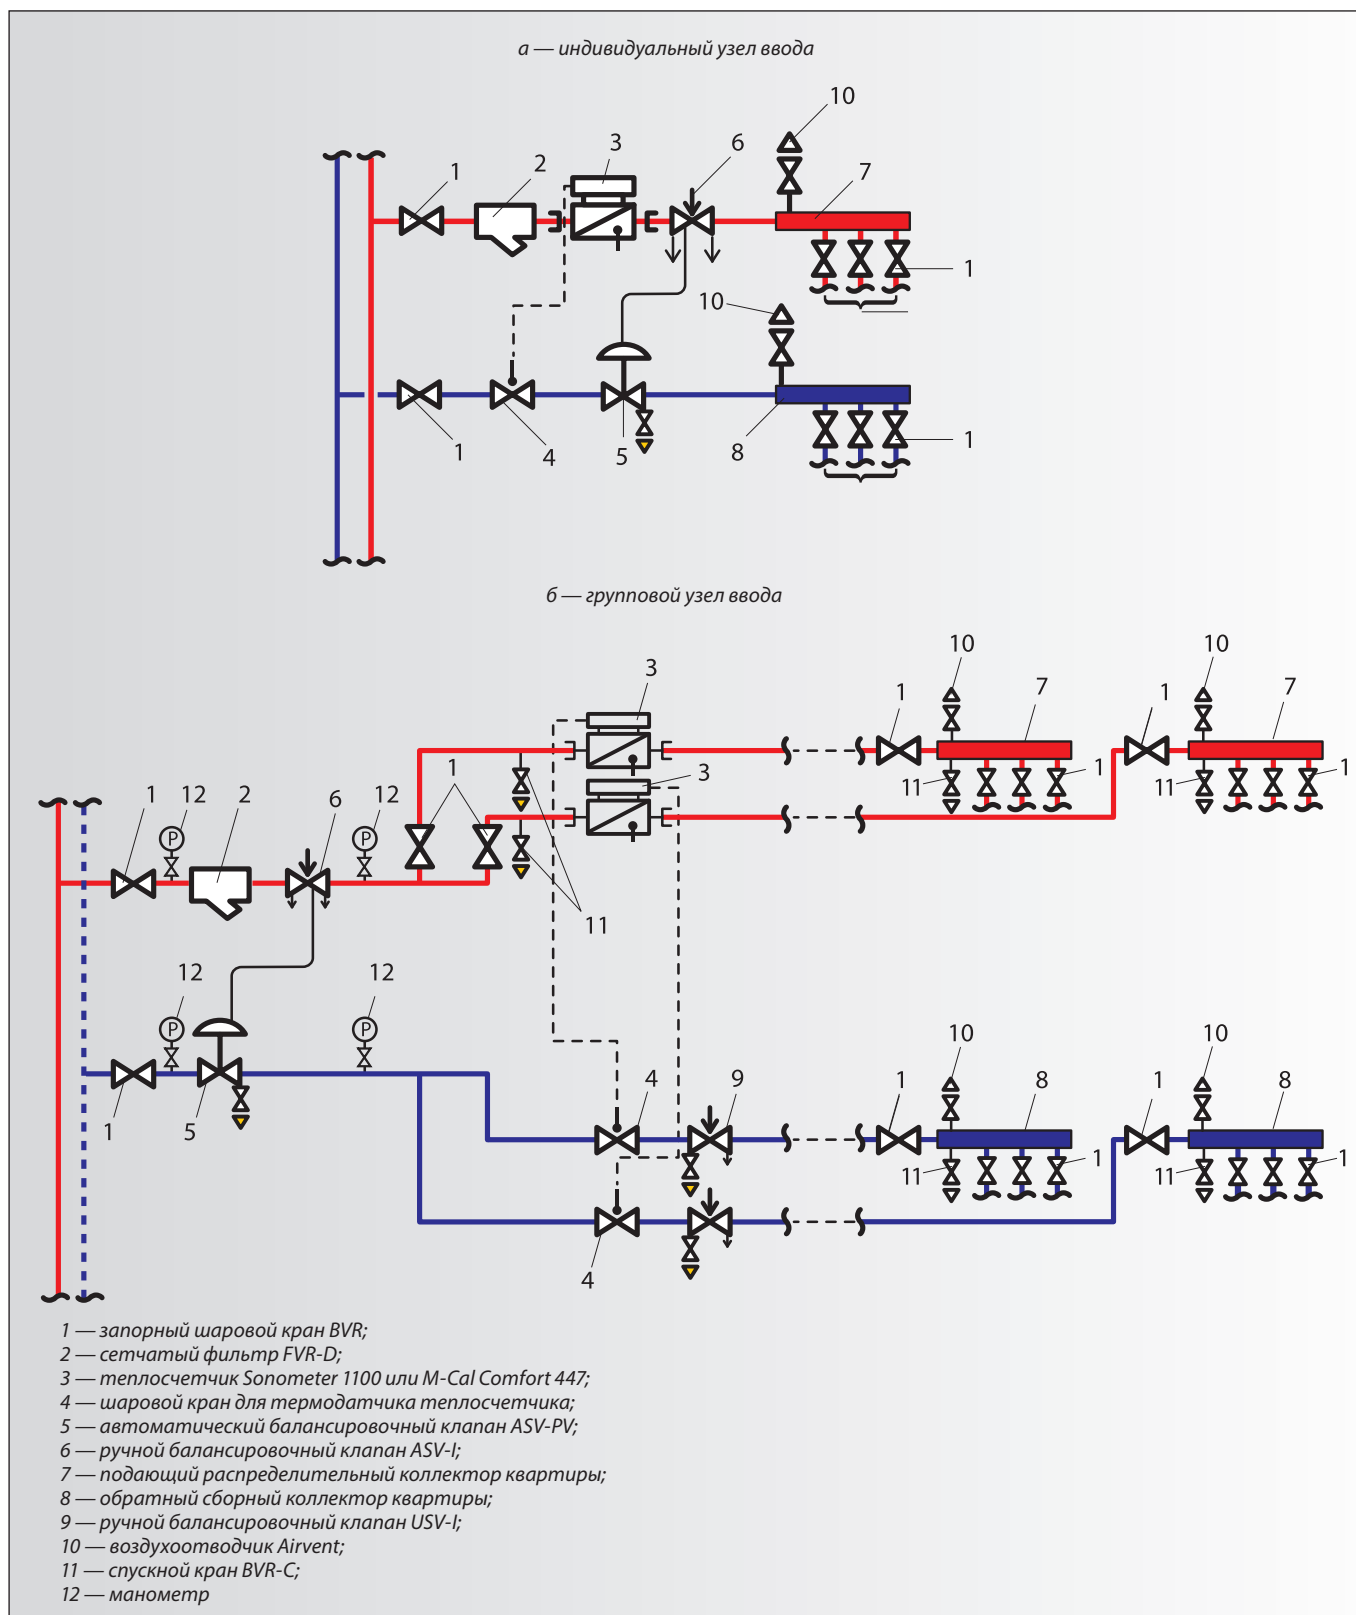 а — индивидуальный узел ввода
10
1
2
3
6
7
1
10
1
4
5
8
1
б — групповой узел ввода
10
10
3
1
7
1
7
1
12
2
6
12
1
3
11
1
11
1
11
12
12
10
10
1
5
4
9
1
8
1
8
11
1
11
1
4
P
P
P
P
1 — запорный шаровой кран BVR;
2 — сетчатый фильтр FVR-D;
3 — теплосчетчик Sonometer 1100 или M-Cal Comfort 447;
4 — шаровой кран для термодатчика теплосчетчика;
5 — автоматический балансировочный клапан ASV-PV;
6 — ручной балансировочный клапан ASV-I;
7 — подающий распределительный коллектор квартиры;
8 — обратный сборный коллектор квартиры;
9 — ручной балансировочный клапан USV-I;
10 — воздухоотводчик Airvent;
11 — спускной кран BVR-C;
12 — манометр